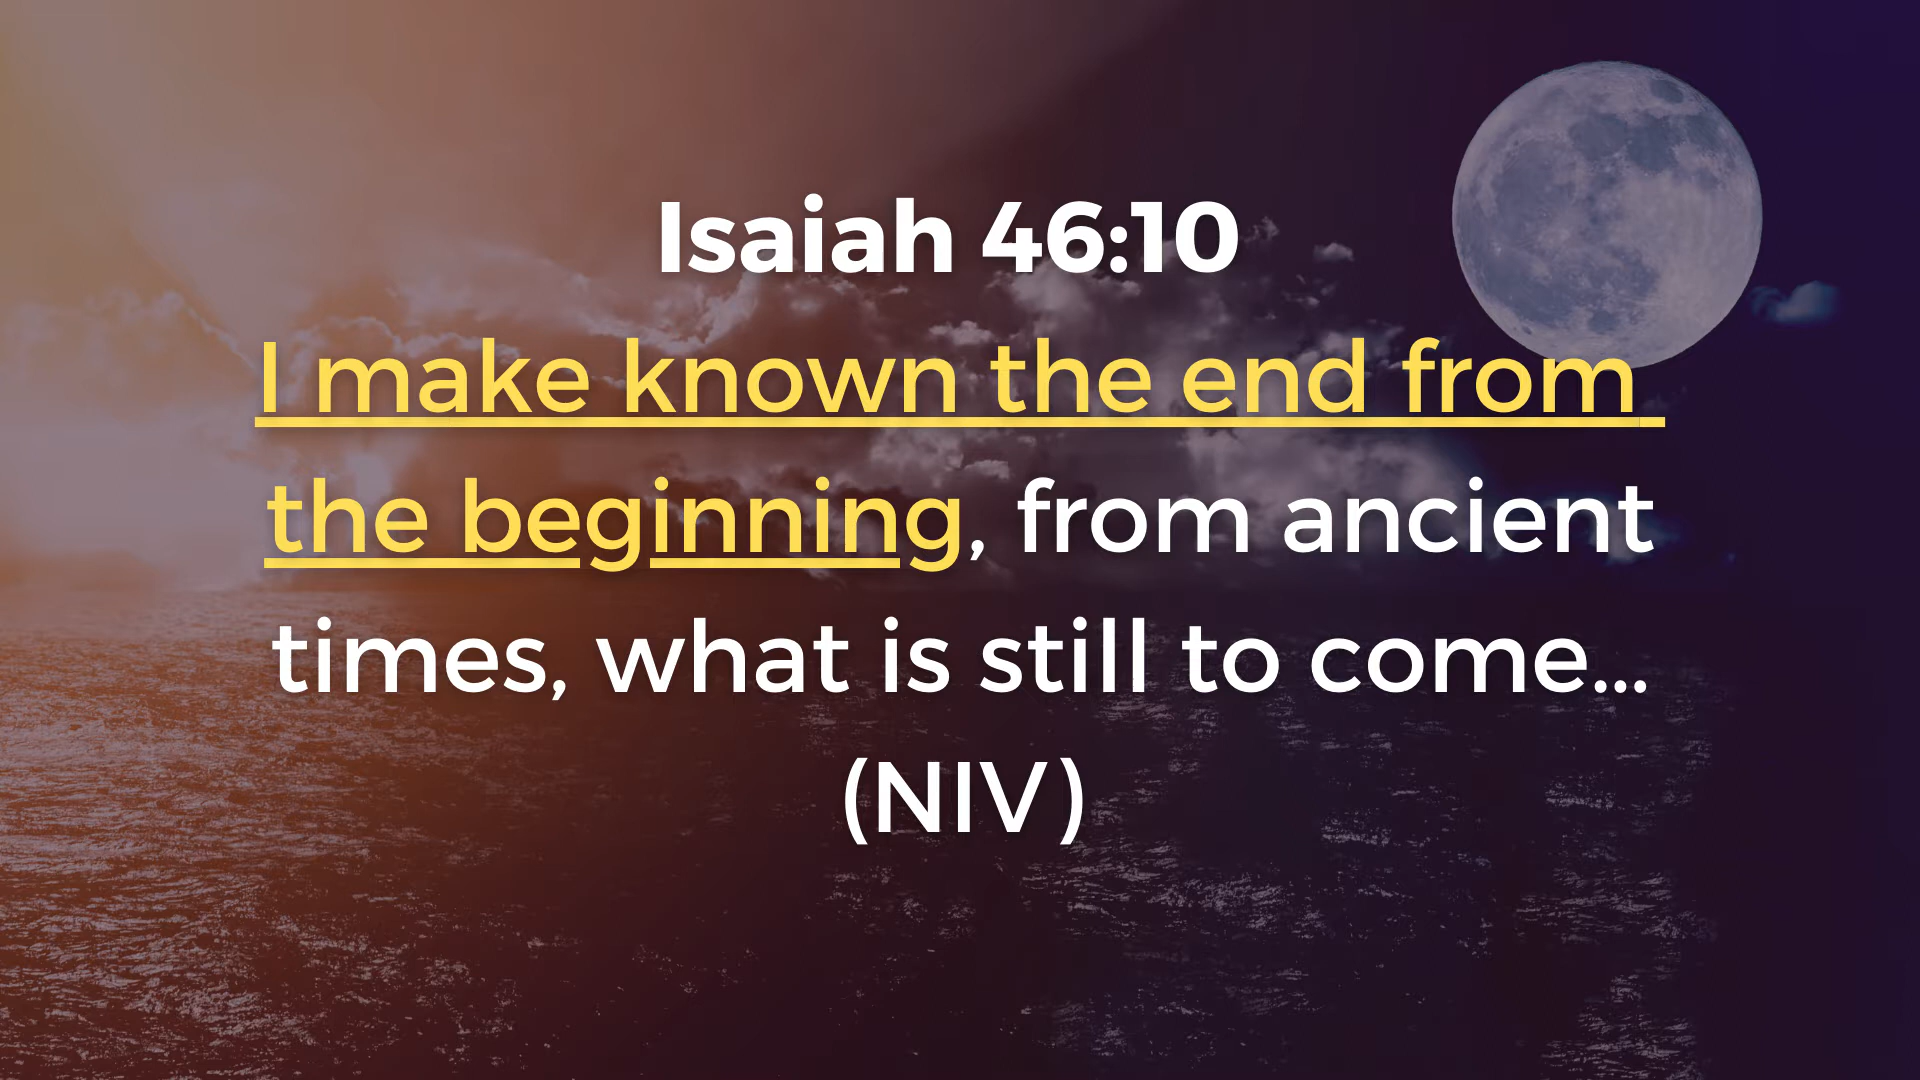 Isaiah 46:10
I make known the end from
the beginning, from ancient
times, what is still to come...
(NIV)